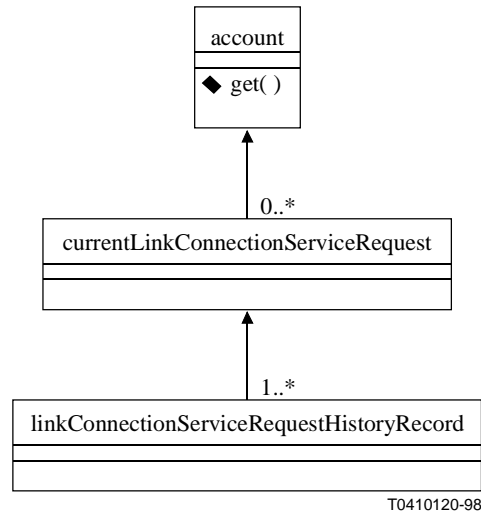 account
get( )
0..*
currentLinkConnectionServiceRequest
1..*
linkConnectionServiceRequestHistoryRecord
T0410120-98